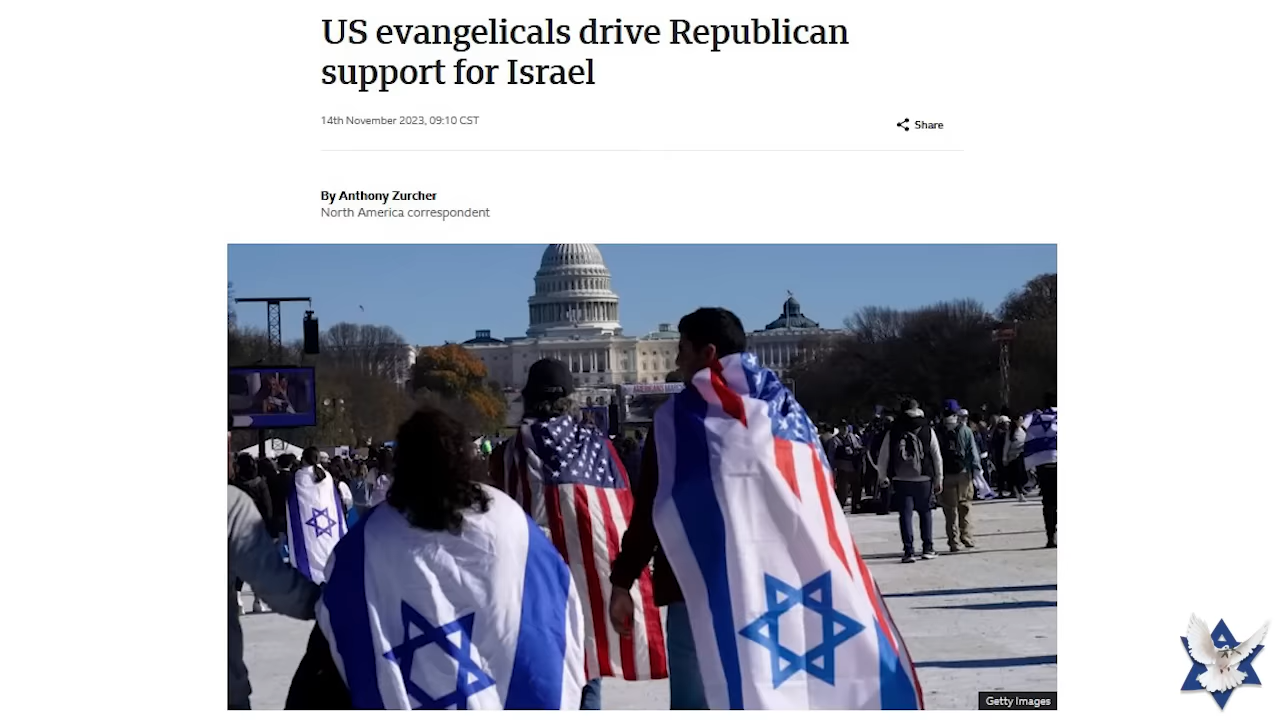 US evangelicals drive Republican
support for Israel
14th November 2023, 09:10 CST
Share
By Anthony Zurcher
North America correspondent
Getty Images